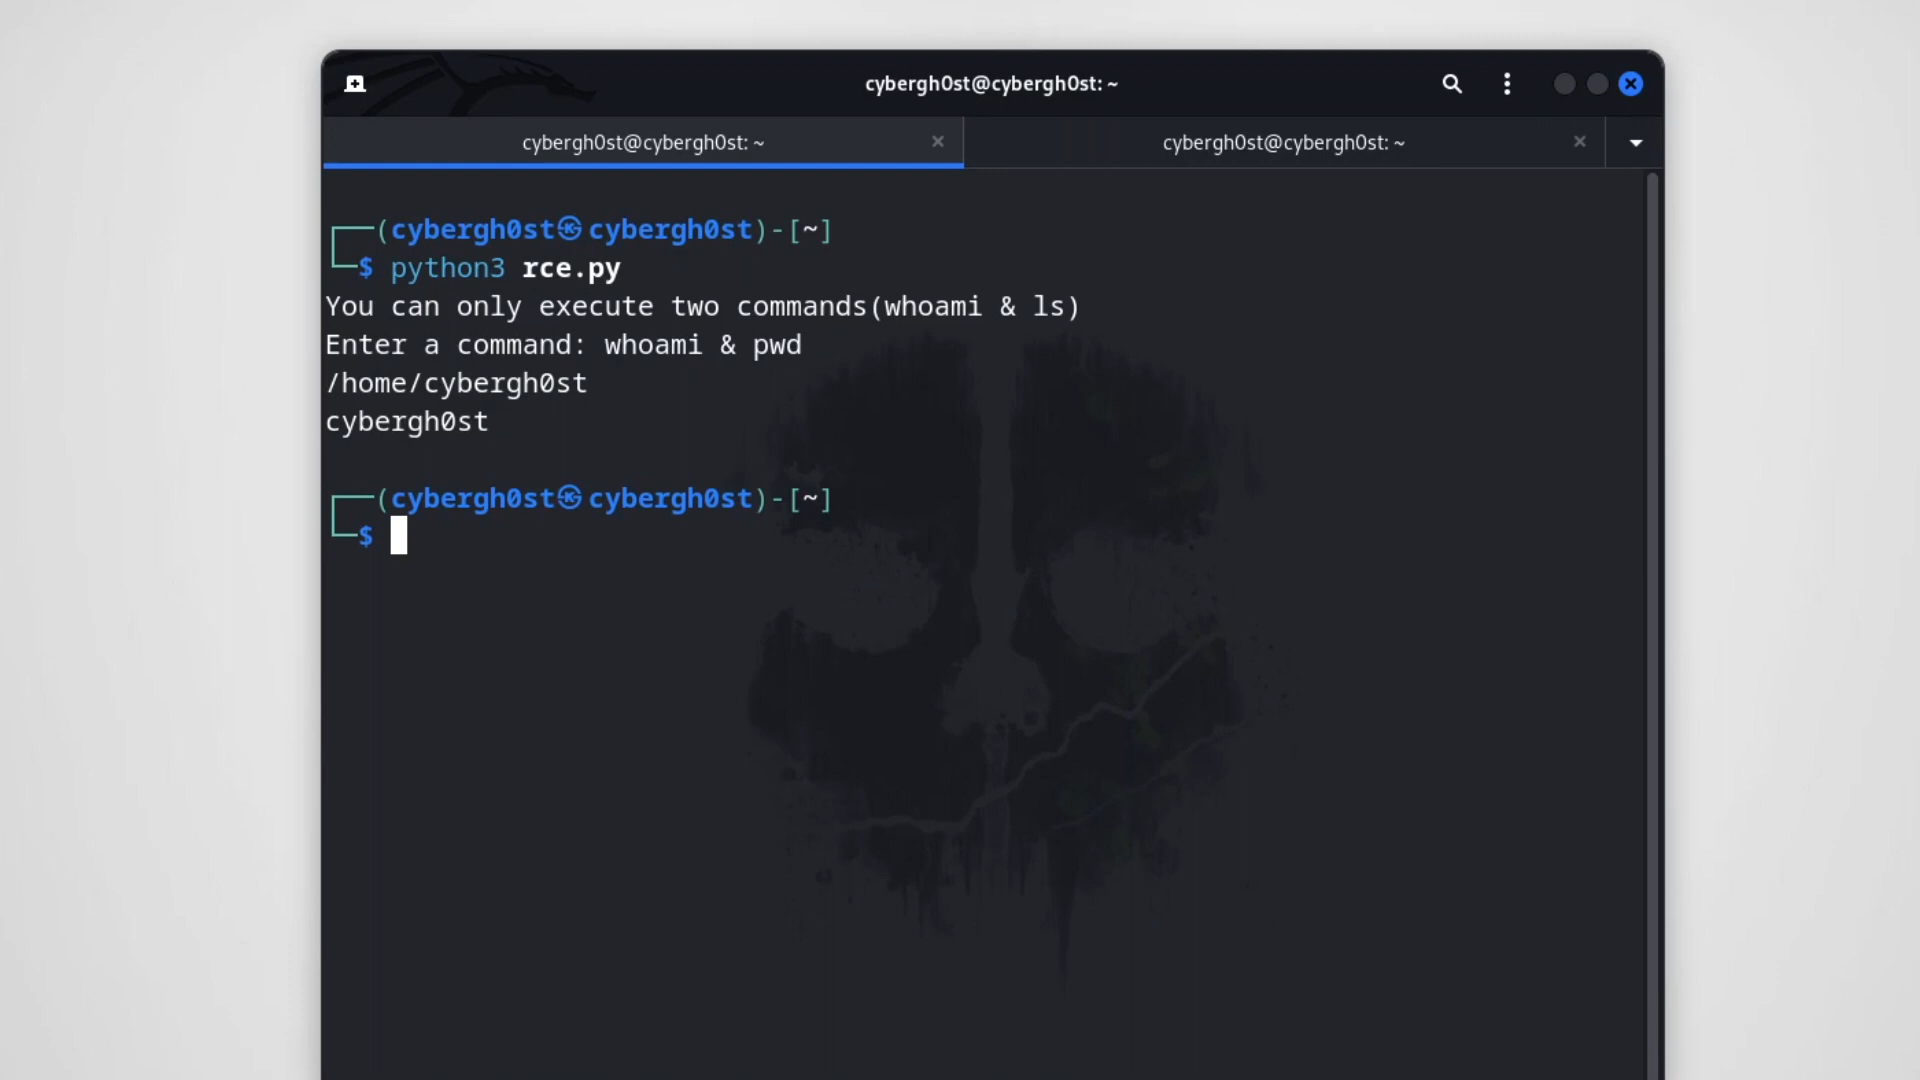 cybergh0st@cybergh0st: ~
cybergh0st@cybergh0st: ~
cybergh0st@cybergh0st: ~
┌──(cybergh0st㉿cybergh0st)-[~]
└─$ python3 rce.py
You can only execute two commands(whoami & ls)
Enter a command: whoami & pwd
/home/cybergh0st
cybergh0st
┌──(cybergh0st㉿cybergh0st)-[~]
└─$